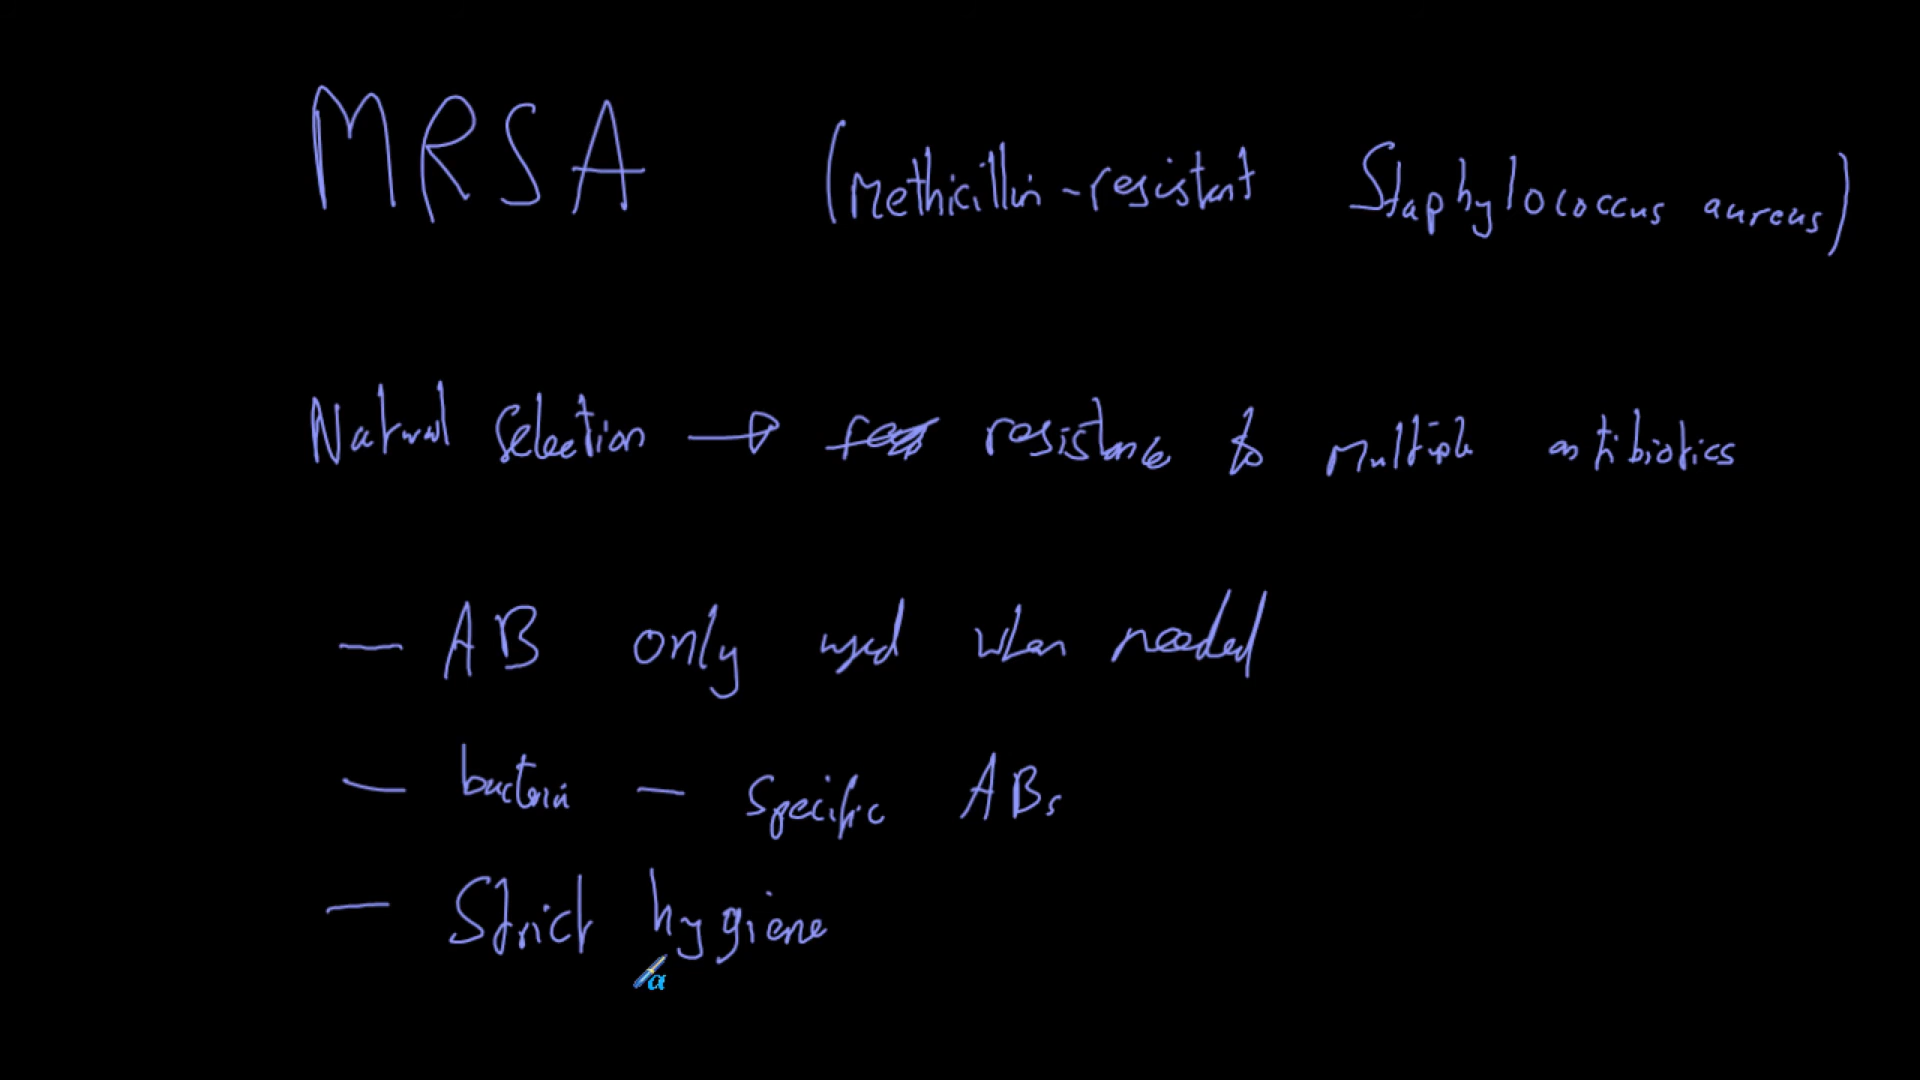 MRSA (Methicillin-resistant Staphylococcus aureus)
Natural selection → resistance to multiple antibiotics
— AB only used when needed
— bacteria — specific ABs
— Strict hygiene